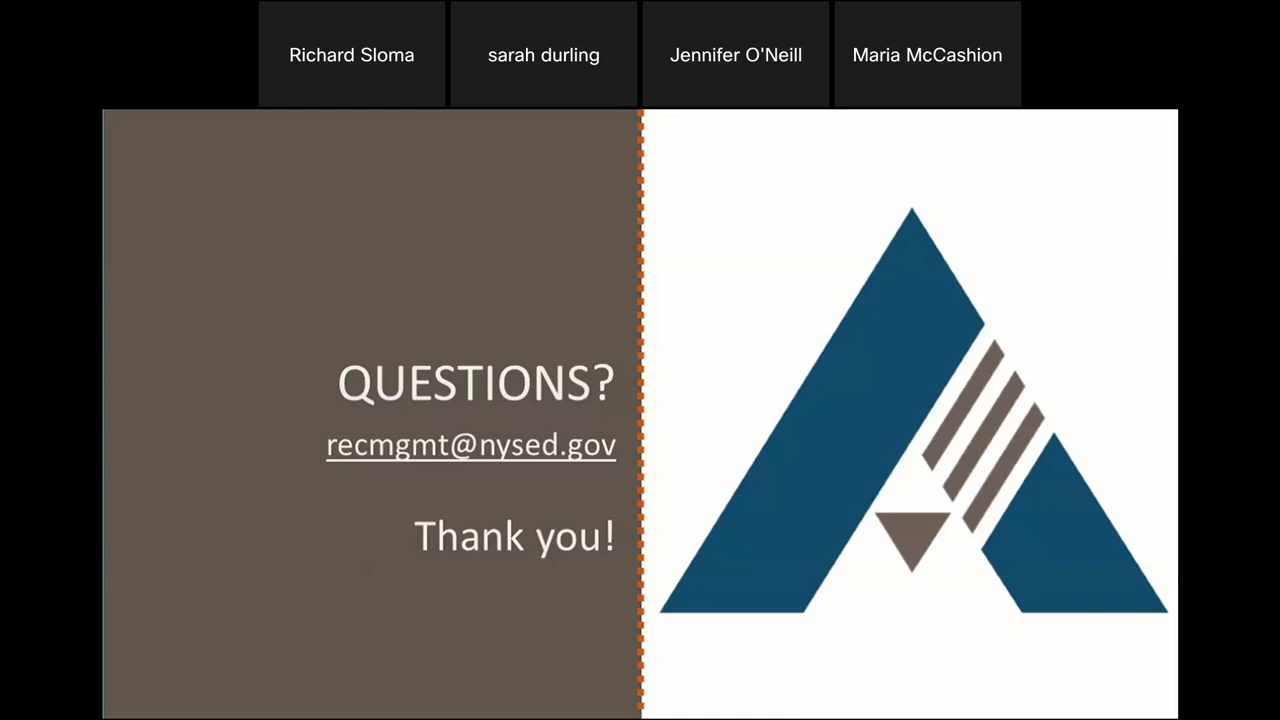 Richard Sloma
sarah durling
Jennifer O'Neill
Maria McCashion
QUESTIONS?
recmgmt@nysed.gov
Thank you!